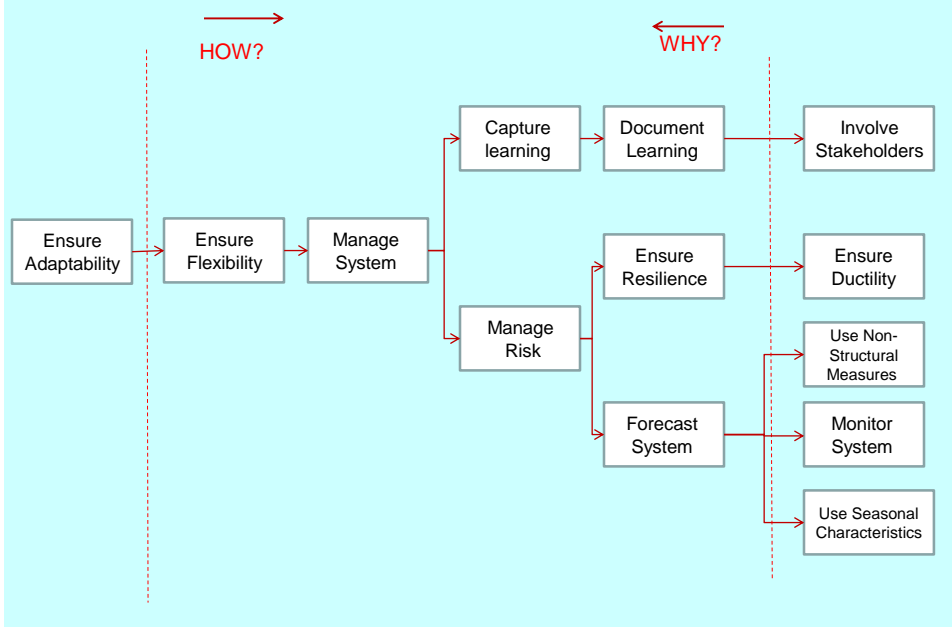 HOW?
WHY?
Capture
learning
Document
Learning
Involve
Stakeholders
Ensure
Adaptability
Ensure
Flexibility
Manage
System
Ensure
Resilience
Ensure
Ductility
Manage
Risk
Use Non-
Structural
Measures
Forecast
System
Monitor
System
Use Seasonal
Characteristics